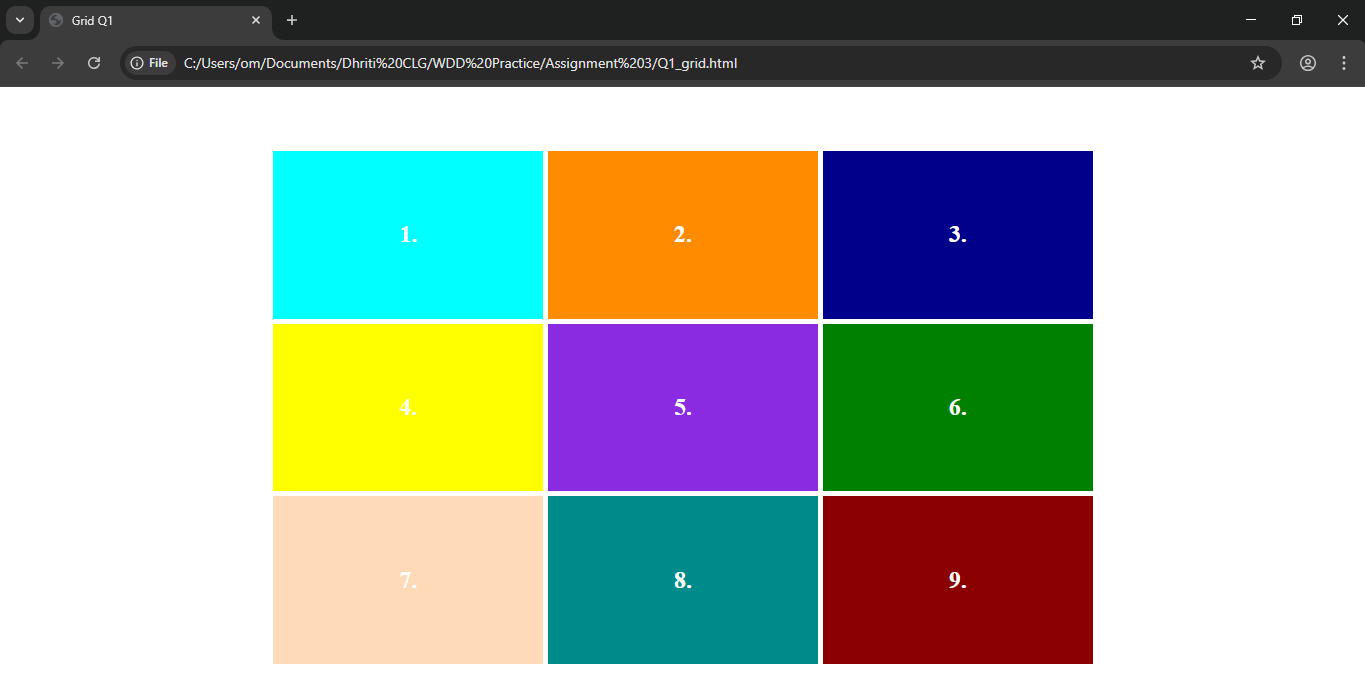 Grid Q1
File C:/Users/om/Documents/Dhriti%20CLG/WDD%20Practice/Assignment%203/Q1_grid.html
1. 2. 3.
4. 5. 6.
7. 8. 9.